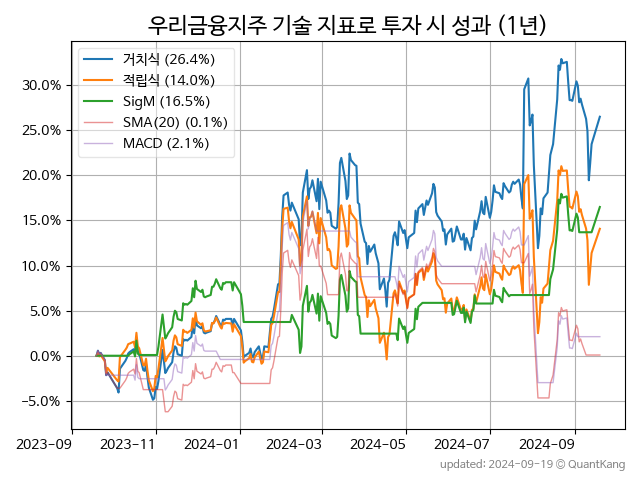 우리금융지주 기술 지표로 투자 시 성과 (1년)
거치식 (26.4%)
적립식 (14.0%)
SigM (16.5%)
SMA(20) (0.1%)
MACD (2.1%)
30.0%
25.0%
20.0%
15.0%
10.0%
5.0%
0.0%
−5.0%
2023-09 2023-11 2024-01 2024-03 2024-05 2024-07 2024-09
updated: 2024-09-19 @ QuantKang